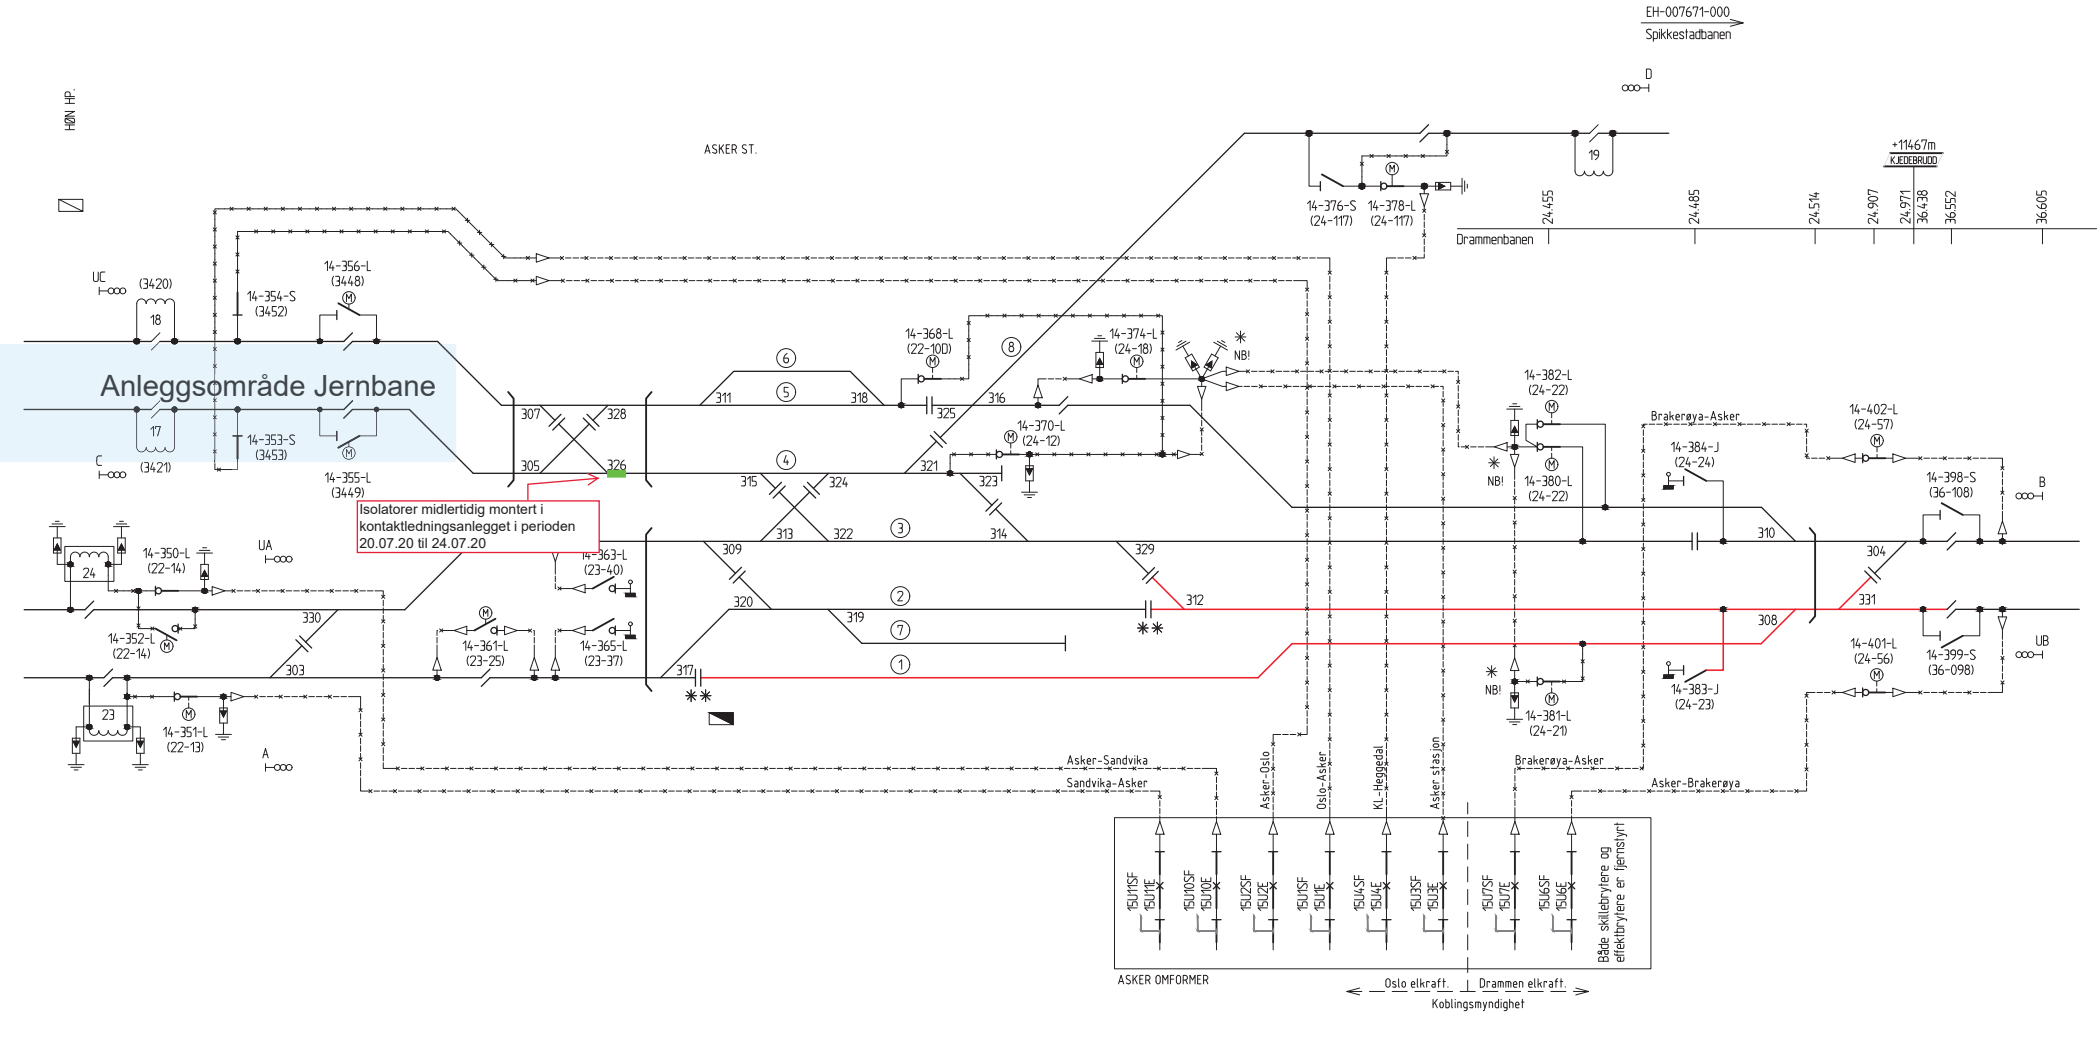 EH-007671-000
Spikkestadbanen
D
HØN HP.
ASKER ST.
19
+11467m
KJEDEBRUDD
14-376-S
(24-117)
14-378-L
(24-117)
M
24.455
24.485
24.514
24.907
24.971
36.438
36.552
36.605
Drammenbanen
UC
(3420)
18
14-354-S
(3452)
14-356-L
(3448)
M
Anleggsområde Jernbane
17
(3421)
C
14-353-S
(3453)
14-355-L
(3449)
M
307
328
305
326
Isolatorer midlertidig montert i
kontaktledningsanlegget i perioden
20.07.20 til 24.07.20
6
5
311
318
14-368-L
(22-10D)
M
8
14-374-L
(24-18)
M
NB!
325
316
14-370-L
(24-12)
M
4
315
324
321
323
313
322
3
314
309
329
14-382-L
(24-22)
M
14-380-L
(24-22)
M
NB!
Brakerøya-Asker
14-384-J
(24-24)
14-402-L
(24-57)
M
14-398-S
(36-108)
B
310
304
24
14-350-L
(22-14)
M
UA
14-352-L
(22-14)
M
330
303
14-363-L
(23-40)
M
14-361-L
(23-25)
14-365-L
(23-37)
320
319
2
7
1
317
312
308
331
23
14-351-L
(22-13)
M
A
NB!
14-381-L
(24-21)
M
14-383-J
(24-23)
14-401-L
(24-56)
M
14-399-S
(36-098)
UB
Asker-Sandvika
Sandvika-Asker
Asker-Oslo
Oslo-Asker
KL-Heggedal
Asker stasjon
Brakerøya-Asker
Asker-Brakerøya
15U11SF
15U11E
15U10SF
15U10E
15U2SF
15U2E
15U1SF
15U1E
15U4SF
15U4E
15U3SF
15U3E
15U7SF
15U7E
15U6SF
15U6E
Både skillebrytere og
effektbrytere er fjernstyrt
ASKER OMFORMER
Oslo elkraft.
Drammen elkraft.
Koblingsmyndighet